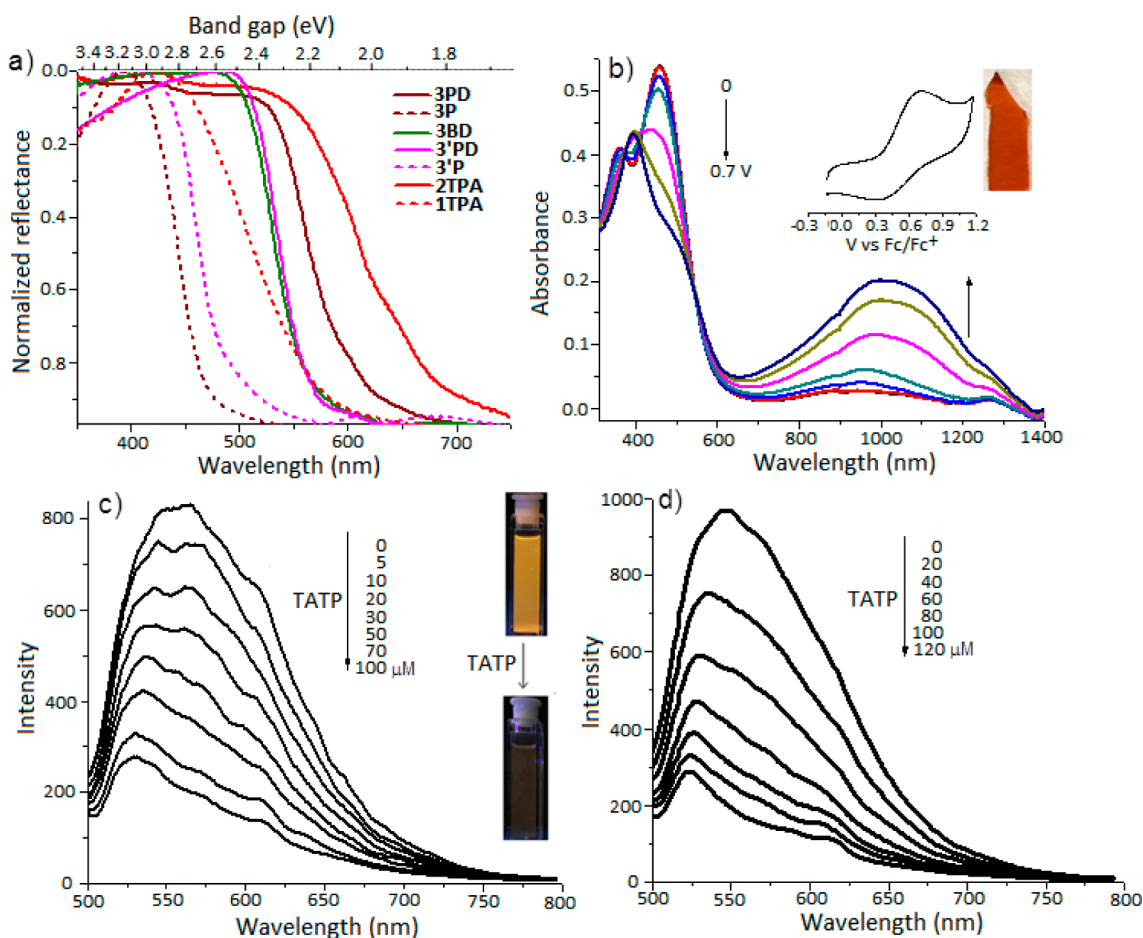 Band gap (eV)
3.4 3.2 3.0 2.8 2.6 2.4 2.2 2.0 1.8
a)
0.0
0.2
0.4
0.6
0.8
Normalized reflectance
3PD
3P
3BD
3'PD
3'P
2TPA
1TPA
400 500 600 700
Wavelength (nm)
b)
0.5
0.4
0.3
0.2
0.1
0.0
Absorbance
0
0.7 V
-0.3 0.0 0.3 0.6 0.9 1.2
V vs Fc/Fc+
400 600 800 1000 1200 1400
Wavelength (nm)
c)
800
600
400
200
0
Intensity
TATP
0
5
10
20
30
50
70
100 μM
TATP
500 550 600 650 700 750 800
Wavelength (nm)
d)
1000
800
600
400
200
0
Intensity
TATP
0
20
40
60
80
100
120 μM
500 550 600 650 700 750 800
Wavelength (nm)